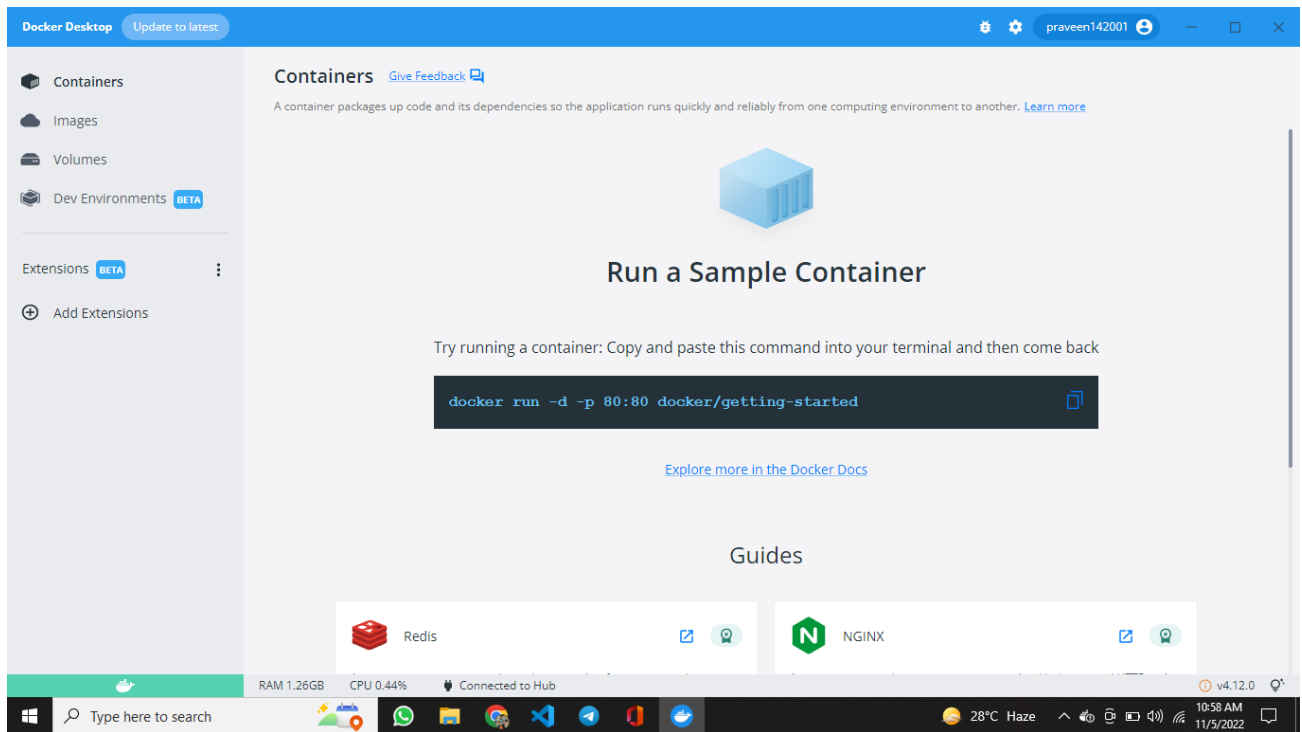 Docker Desktop Update to latest praveen142001
Containers
Images
Volumes
Dev Environments BETA
Extensions BETA
Add Extensions
Containers Give Feedback
A container packages up code and its dependencies so the application runs quickly and reliably from one computing environment to another. Learn more
Run a Sample Container
Try running a container: Copy and paste this command into your terminal and then come back
docker run -d -p 80:80 docker/getting-started
Explore more in the Docker Docs
Guides
Redis
N NGINX
RAM 1.26GB CPU 0.44% Connected to Hub v4.12.0
Type here to search 28°C Haze 10:58 AM
11/5/2022